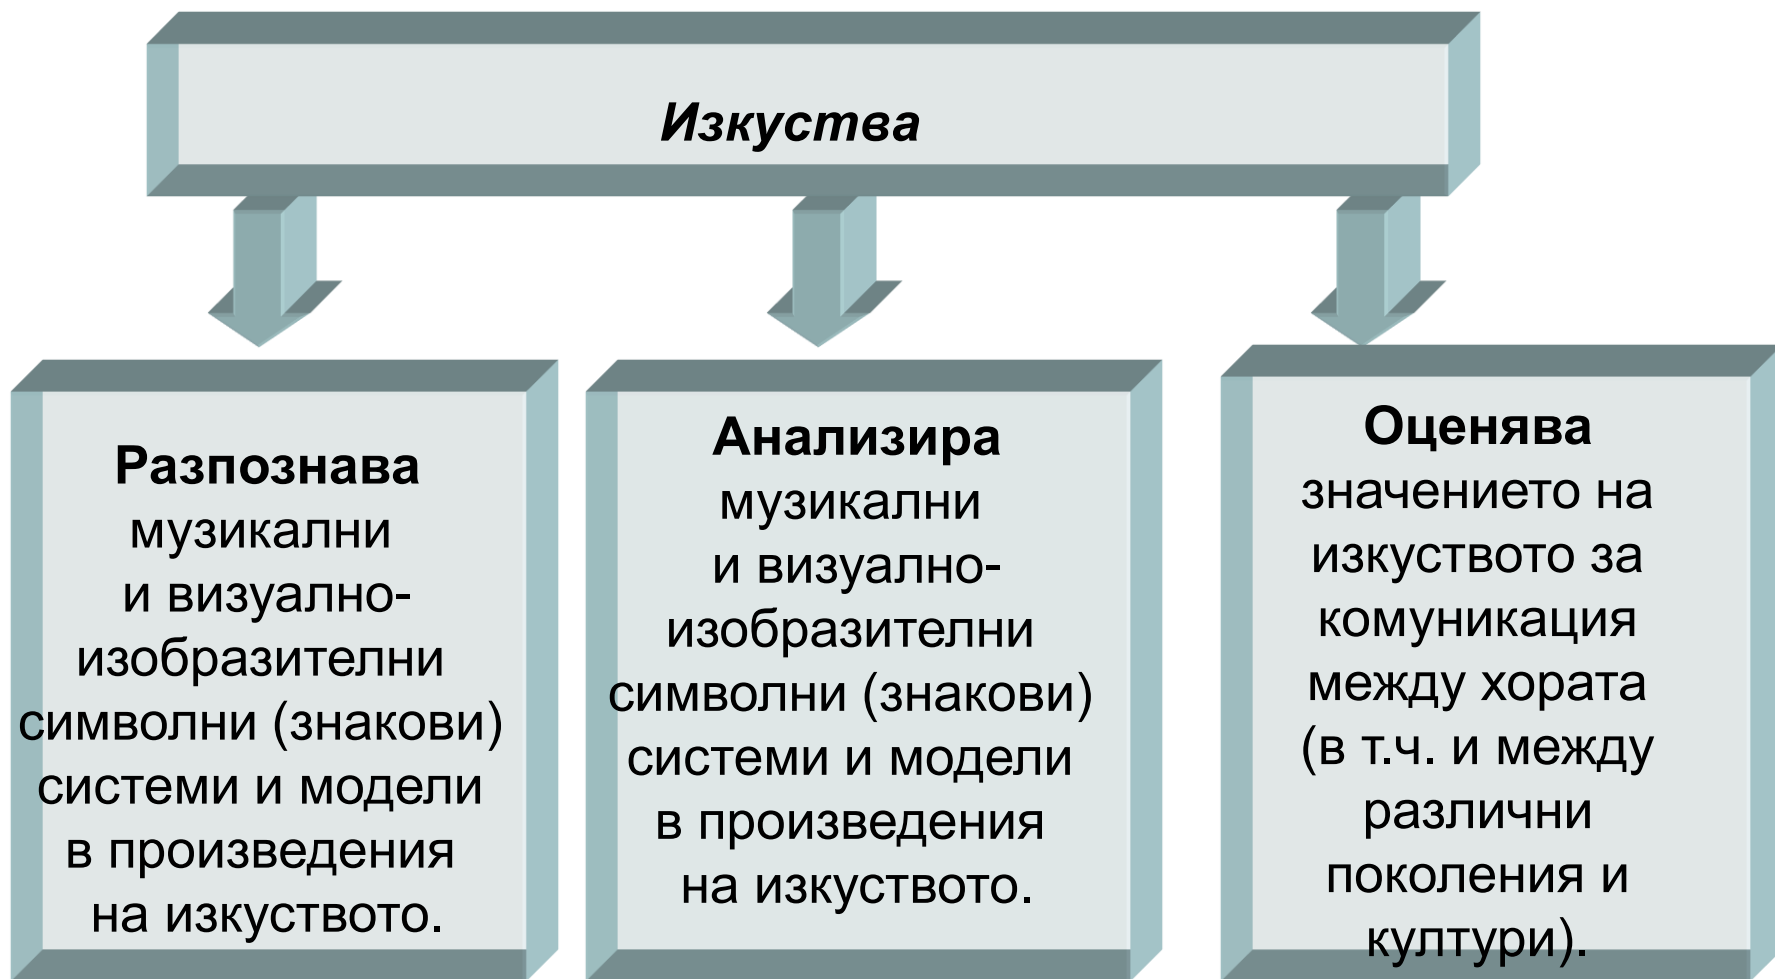 Изкуства
Разпознава
музикални
и визуално-
изобразителни
символни (знакови)
системи и модели
в произведения
на изкуството.
Анализира
музикални
и визуално-
изобразителни
символни (знакови)
системи и модели
в произведения
на изкуството.
Оценява
значението на
изкуството за
комуникация
между хората
(в т.ч. и между
различни
поколения и
култури).